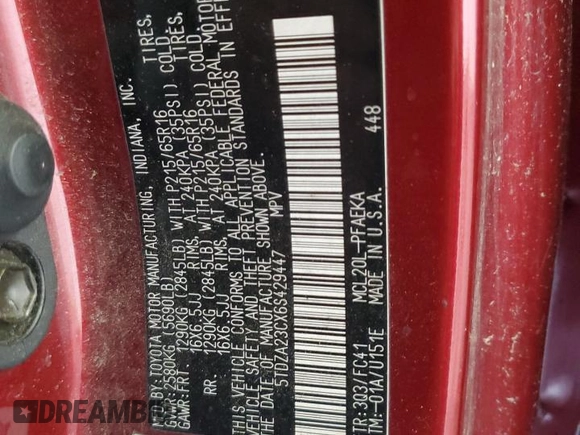 MFD.BY:TOYOTA MOTOR MANUFACTURING, INDIANA, INC.
GVWR:2580KG (5690LB)
GAWR:FRT. 1290KG (2845LB) WITH P215/65R16 TIRES,
16X6.5JJ RIMS, AT 240KPA (35PSI) COLD.
RR. 1290KG (2845LB) WITH P215/65R16 TIRES,
16X6.5JJ RIMS, AT 240KPA (35PSI) COLD.
THIS VEHICLE CONFORMS TO ALL APPLICABLE FEDERAL MOTOR
VEHICLE SAFETY AND THEFT PREVENTION STANDARDS IN EFFE
THE DATE OF MANUFACTURE SHOWN ABOVE.
5TDZA23CX6S429447 MPV
448
TR:3Q3/FC41 MCL20L-PFAEKA
TM:-01A/U151E MADE IN U.S.A.
AUTOBIDCAR